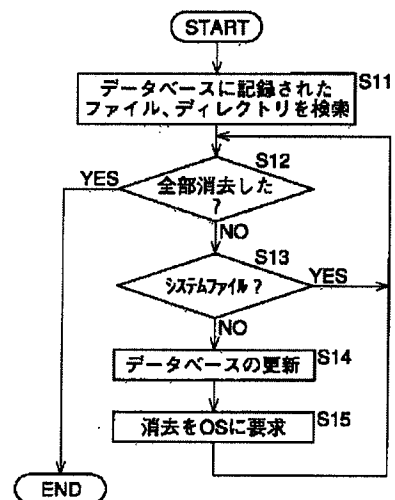 START
データベースに記録された
ファイル、ディレクトリを検索
S11
S12
YES
全部消去した
?
NO
S13
システムファイル?
YES
NO
データベースの更新
S14
消去をOSに要求
S15
END